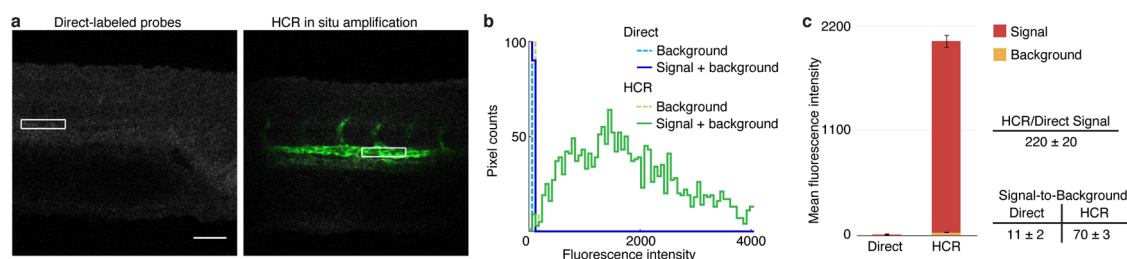 a
Direct-labeled probes
HCR in situ amplification
b
100
50
0
Pixel counts
0
2000
4000
Fluorescence intensity
Direct
Background
Signal + background
HCR
Background
Signal + background
c
2200
1100
0
Mean fluorescence intensity
Direct
HCR
Signal
Background
HCR/Direct Signal
220 ± 20
Signal-to-Background
Direct HCR
11 ± 2 70 ± 3